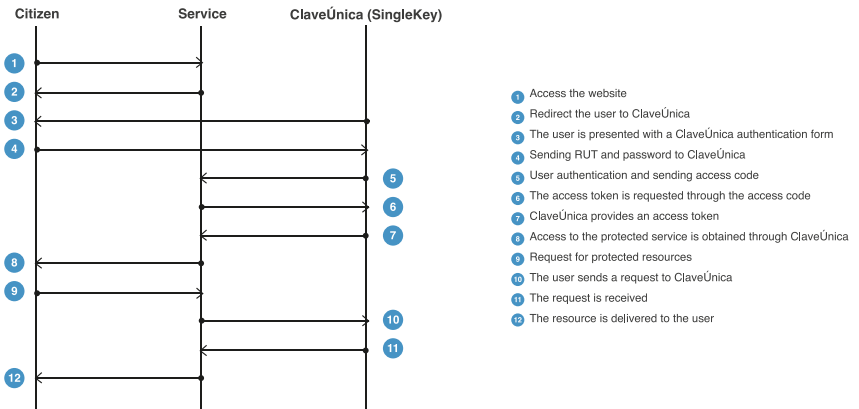 Citizen Service ClaveÚnica (SingleKey)
1
2
3
4
5
6
7
8
9
10
11
12
1 Access the website
2 Redirect the user to ClaveÚnica
3 The user is presented with a ClaveÚnica authentication form
4 Sending RUT and password to ClaveÚnica
5 User authentication and sending access code
6 The access token is requested through the access code
7 ClaveÚnica provides an access token
8 Access to the protected service is obtained through ClaveÚnica
9 Request for protected resources
10 The user sends a request to ClaveÚnica
11 The request is received
12 The resource is delivered to the user